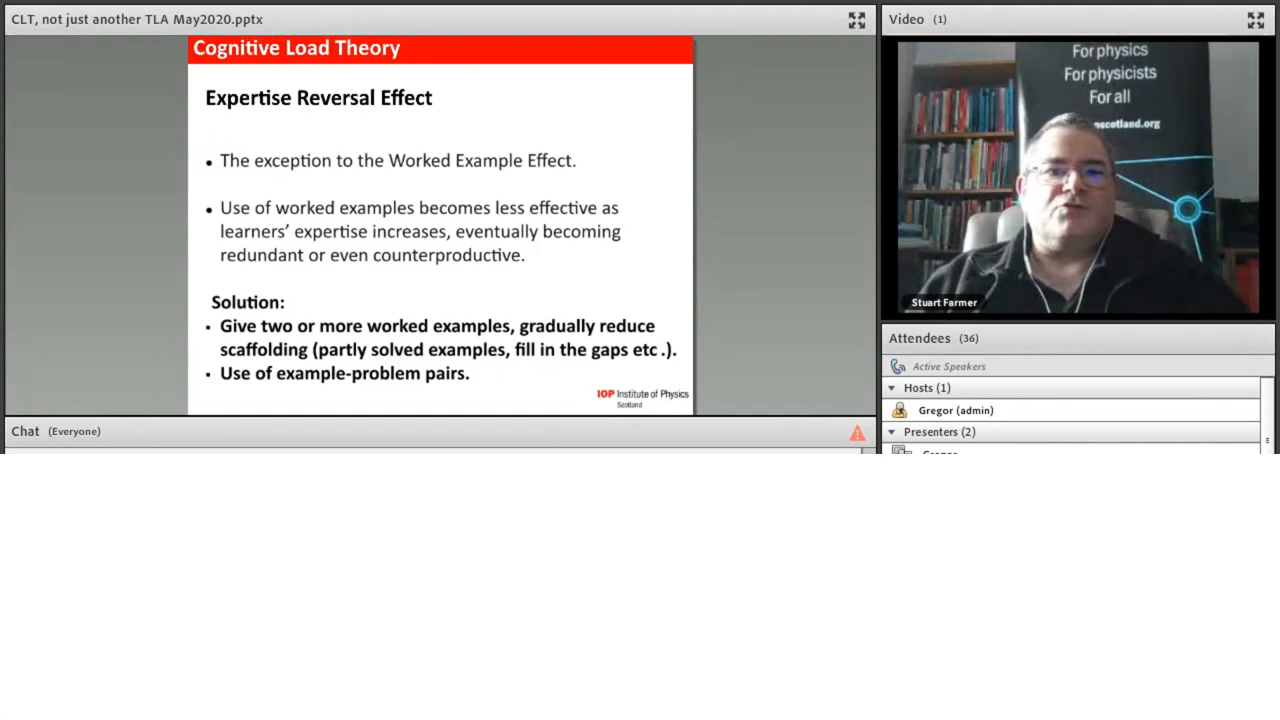 CLT, not just another TLA May2020.pptx
Cognitive Load Theory
Expertise Reversal Effect
• The exception to the Worked Example Effect.
• Use of worked examples becomes less effective as
learners’ expertise increases, eventually becoming
redundant or even counterproductive.
Solution:
▪ Give two or more worked examples, gradually reduce
scaffolding (partly solved examples, fill in the gaps etc .).
▪ Use of example-problem pairs.
IOP Institute of Physics
Scotland
Chat (Everyone)
Video (1)
For physics
For physicists
For all
pscotland.org
Stuart Farmer
Attendees (36)
Active Speakers
Hosts (1)
Gregor (admin)
Presenters (2)
Gregor